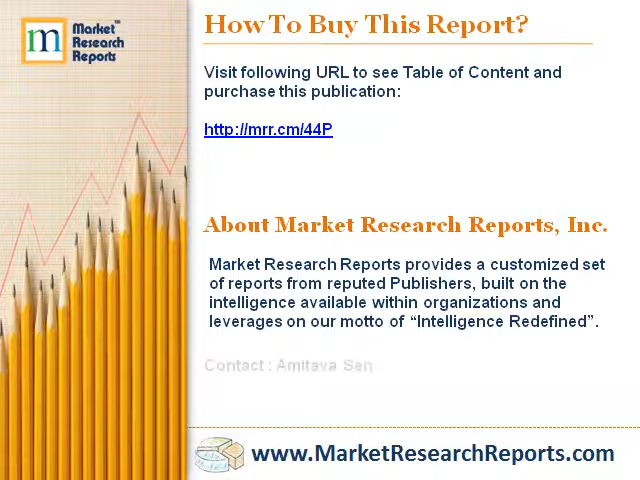 m
Market™
Research
Reports
How To Buy This Report?
Visit following URL to see Table of Content and
purchase this publication:
http://mrr.cm/44P
About Market Research Reports, Inc.
Market Research Reports provides a customized set
of reports from reputed Publishers, built on the
intelligence available within organizations and
leverages on our motto of “Intelligence Redefined”.
Contact : Amitava Sen
www.MarketResearchReports.com